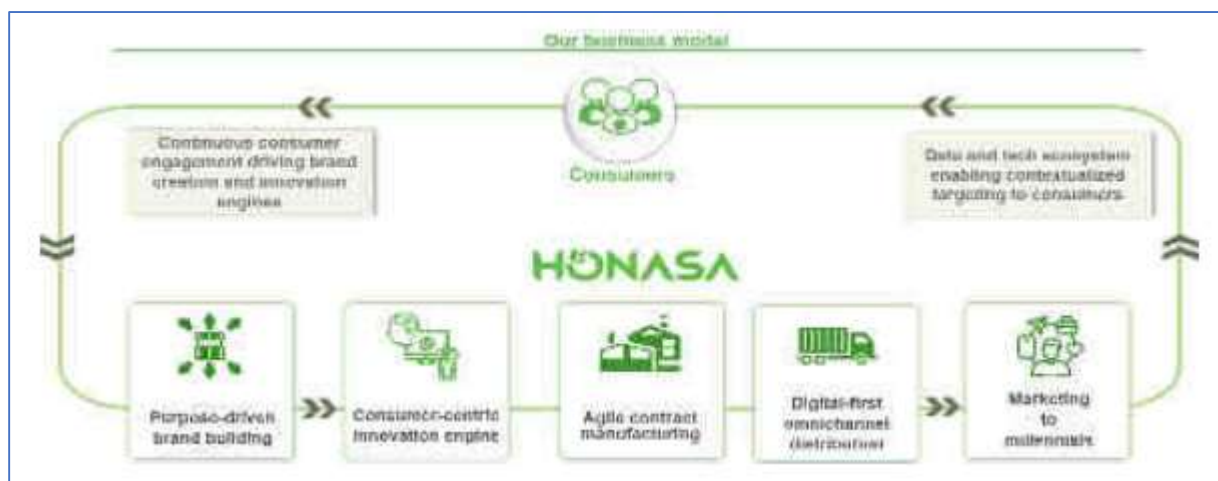 Our business model
Continuous consumer
engagement driving brand
creation and innovation
engines
Consumers
Data and tech ecosystem
enabling contextualized
targeting to consumers
HONASA
Purpose-driven
brand building
Consumer-centric
innovation engine
Agile contract
manufacturing
Digital-first
omnichannel
distribution
Marketing
to
millennials